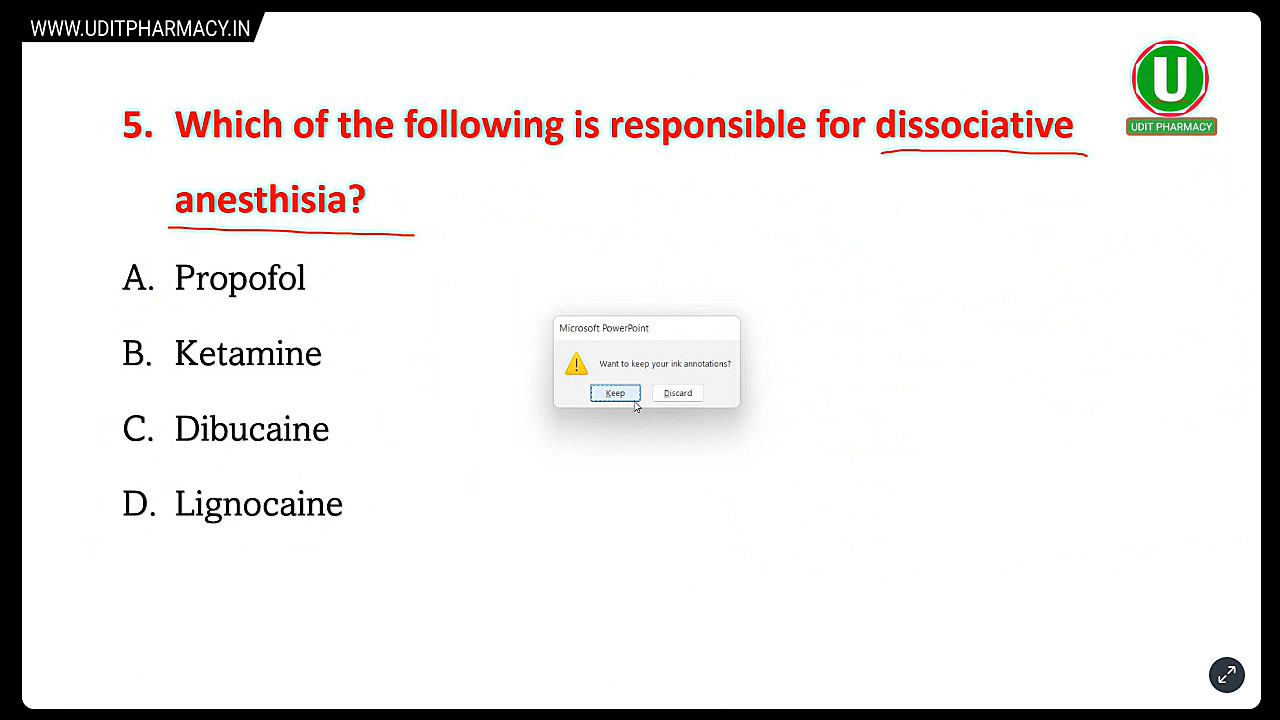 WWW.UDITPHARMACY.IN
U
UDIT PHARMACY
5. Which of the following is responsible for dissociative
anesthisia?
A. Propofol
B. Ketamine
C. Dibucaine
D. Lignocaine
Microsoft PowerPoint
Want to keep your ink annotations?
Keep Discard